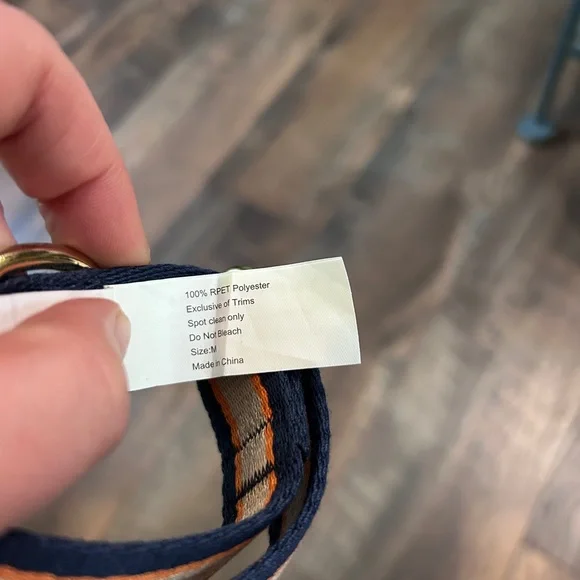 100% RPET Polyester
Exclusive of Trims
Spot clean only
Do Not Bleach
Size:M
Made in China